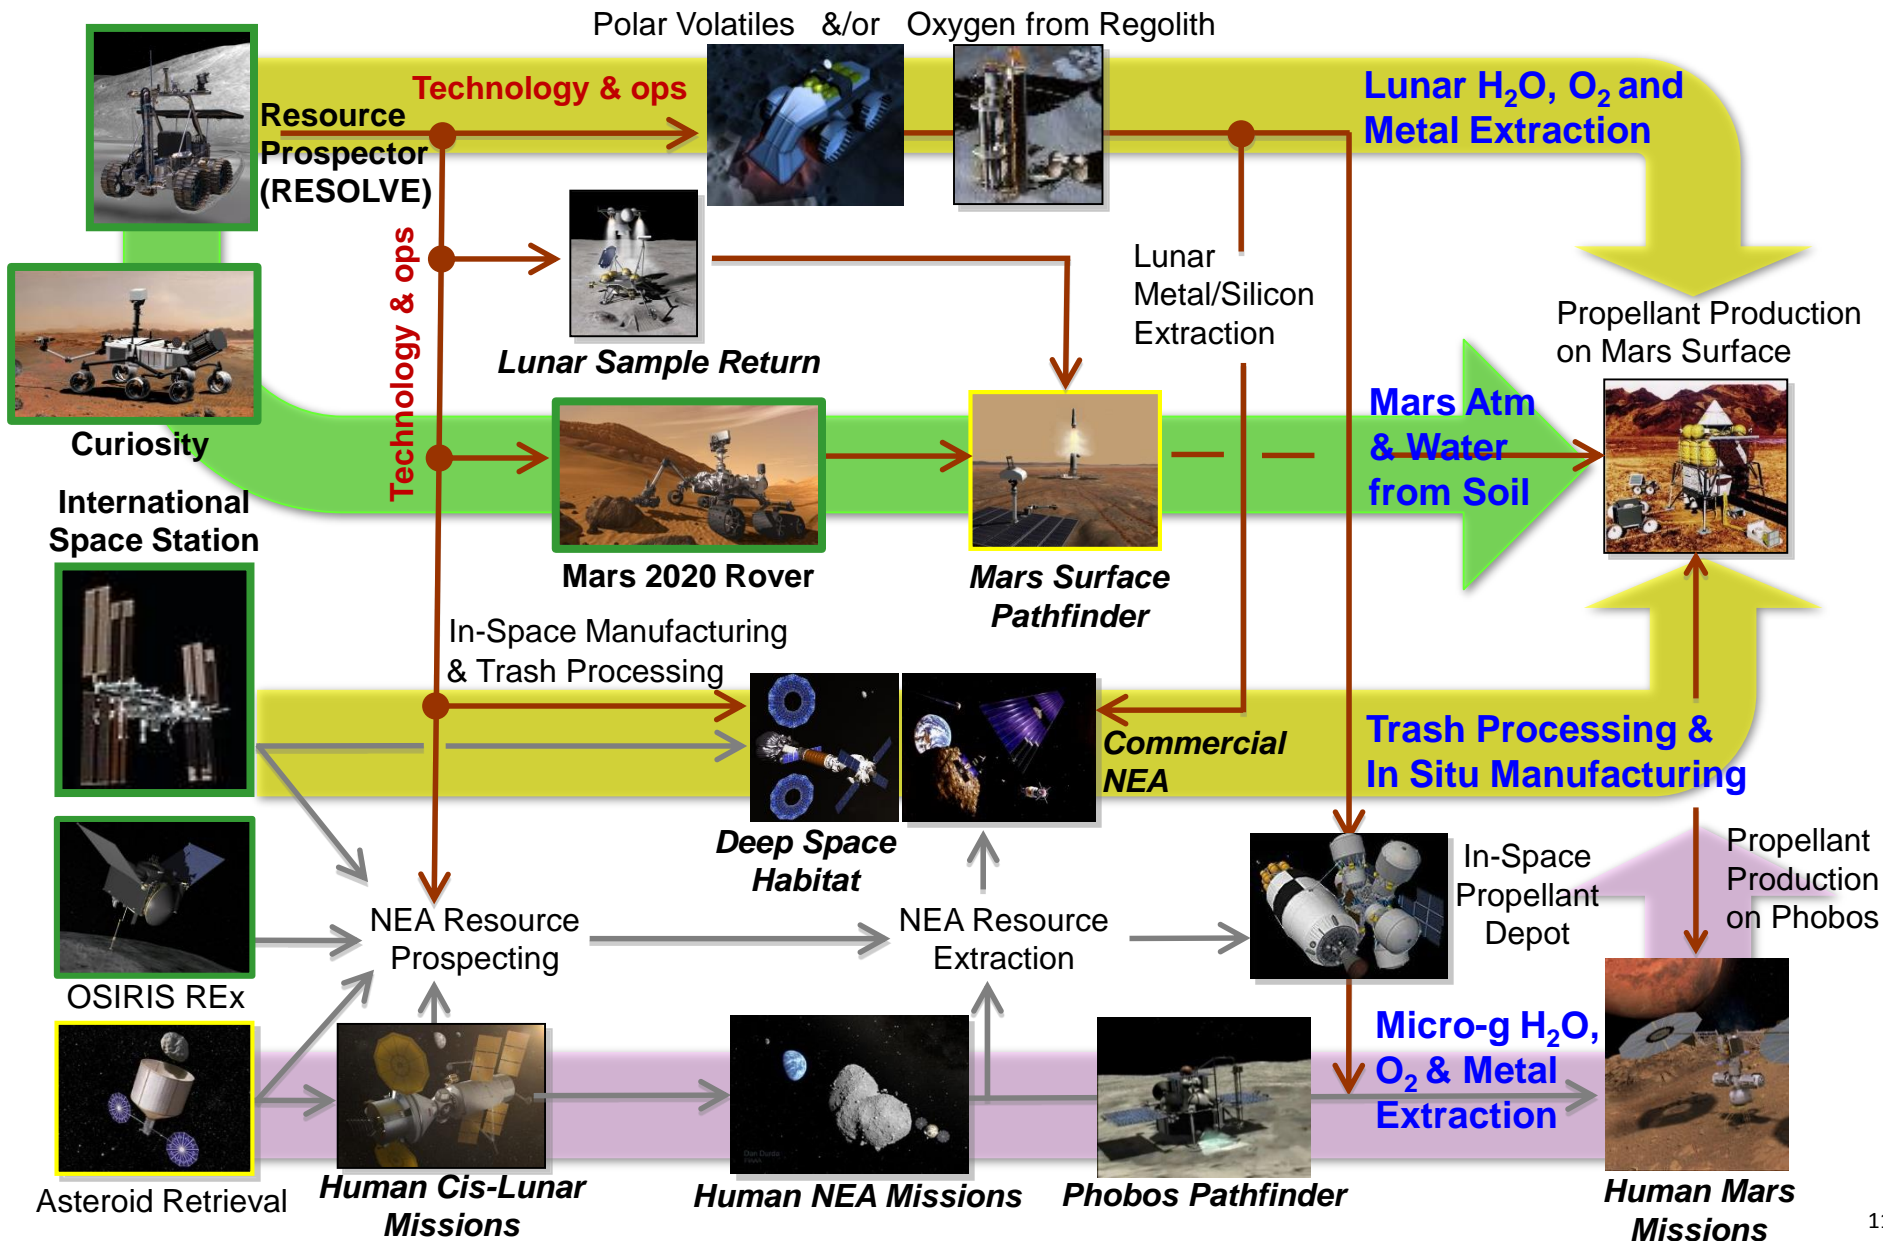 Polar Volatiles &/or Oxygen from Regolith
Technology & ops
Lunar H₂O, O₂ and
Metal Extraction
Resource
Prospector
(RESOLVE)
Technology & ops
Lunar
Metal/Silicon
Extraction
Lunar Sample Return
Propellant Production
on Mars Surface
Curiosity
Mars Atm
& Water
from Soil
International
Space Station
Mars 2020 Rover
Mars Surface
Pathfinder
In-Space Manufacturing
& Trash Processing
Commercial
NEA
Trash Processing &
In Situ Manufacturing
Deep Space
Habitat
In-Space
Propellant
Depot
Propellant
Production
on Phobos
NEA Resource
Prospecting
NEA Resource
Extraction
OSIRIS REx
Micro-g H₂O,
O₂ & Metal
Extraction
Dan Durda
Asteroid Retrieval
Human Cis-Lunar
Missions
Human NEA Missions
Phobos Pathfinder
Human Mars
Missions
11